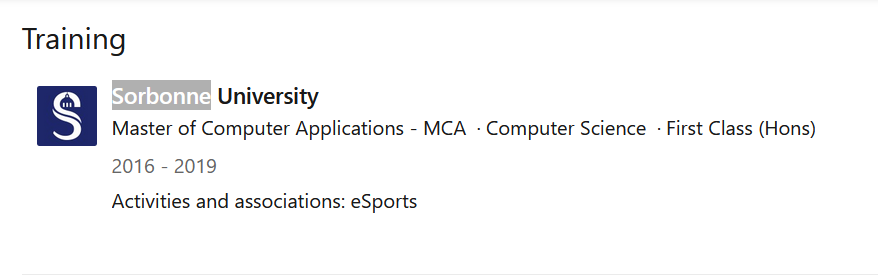 Training
Sorbonne University
Master of Computer Applications - MCA · Computer Science · First Class (Hons)
2016 - 2019
Activities and associations: eSports